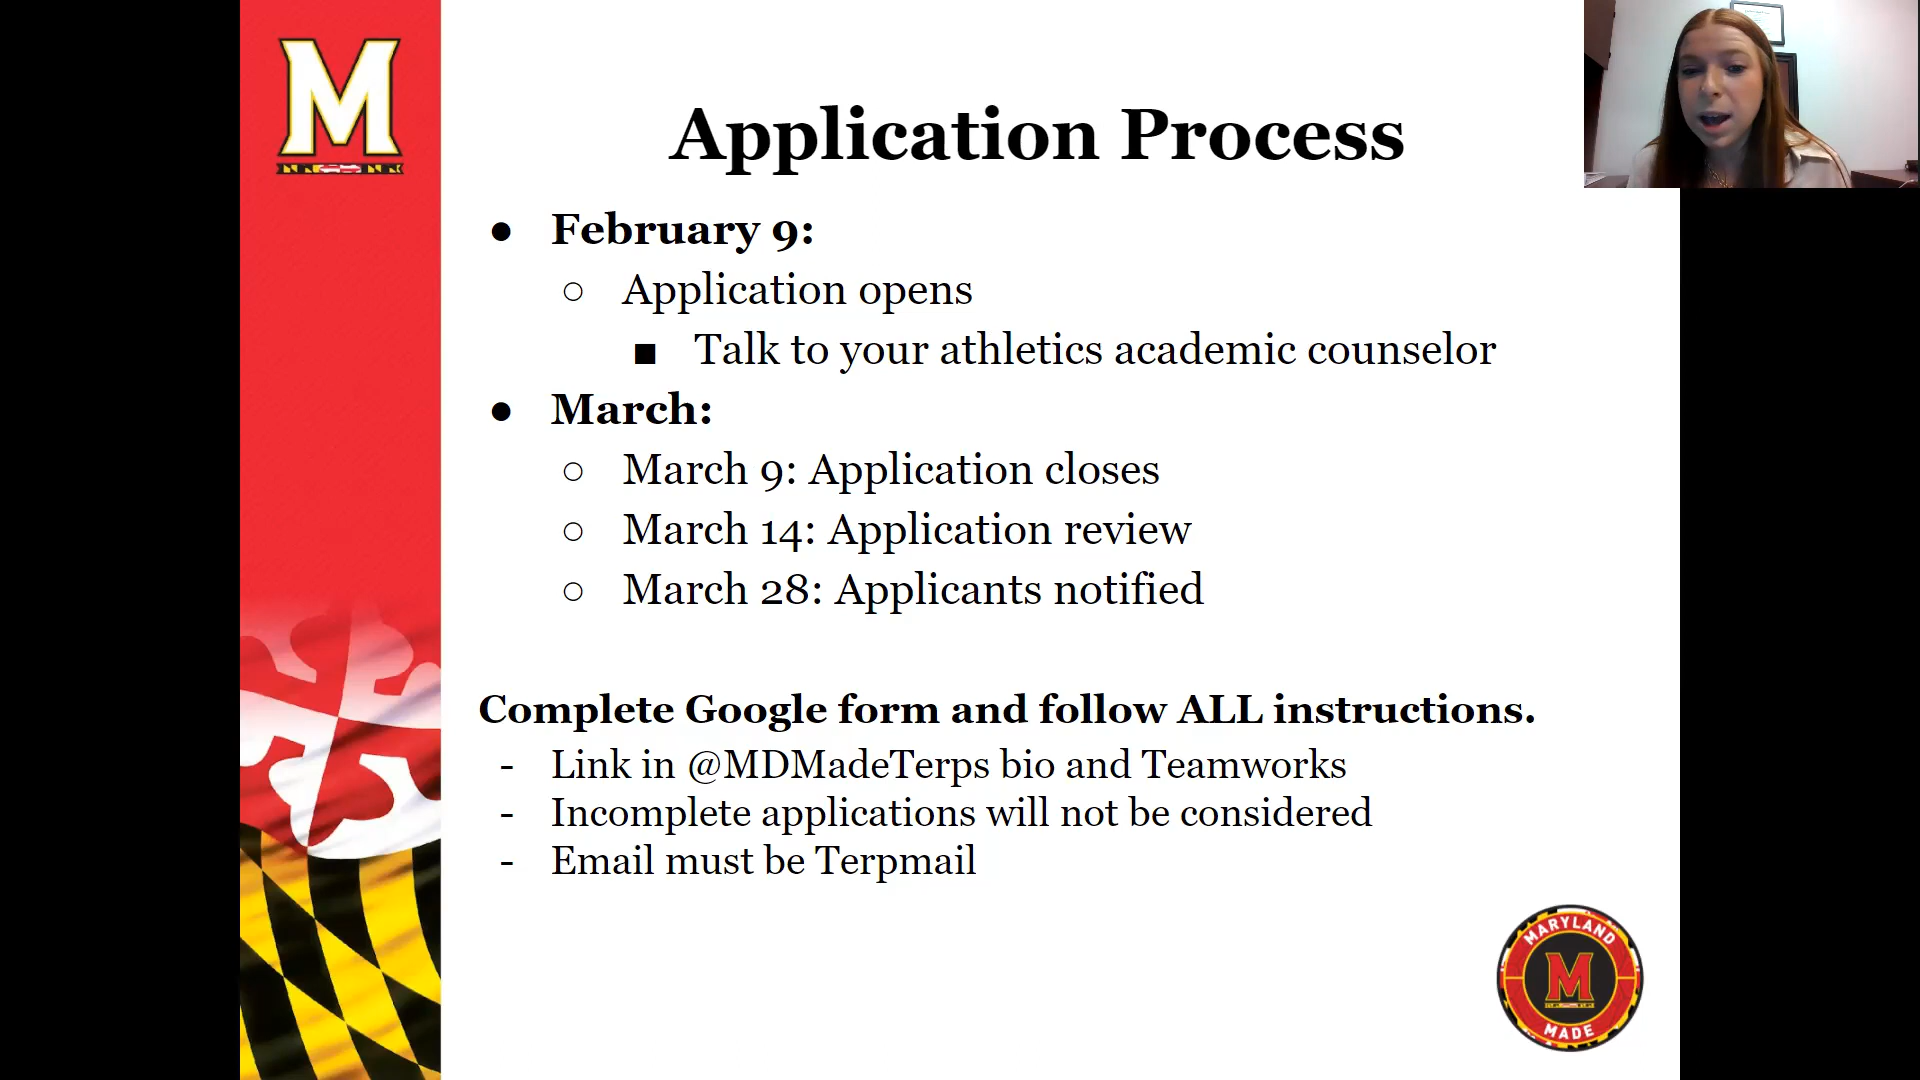 M
Application Process
● February 9:
○ Application opens
■ Talk to your athletics academic counselor
● March:
○ March 9: Application closes
○ March 14: Application review
○ March 28: Applicants notified
Complete Google form and follow ALL instructions.
- Link in @MDMadeTerps bio and Teamworks
- Incomplete applications will not be considered
- Email must be Terpmail
MARYLAND
M
MADE